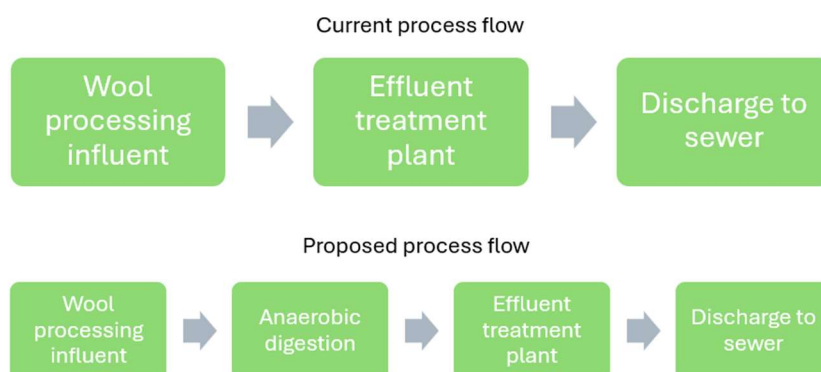 Current process flow
Wool
processing
influent
Effluent
treatment
plant
Discharge to
sewer
Proposed process flow
Wool
processing
influent
Anaerobic
digestion
Effluent
treatment
plant
Discharge to
sewer